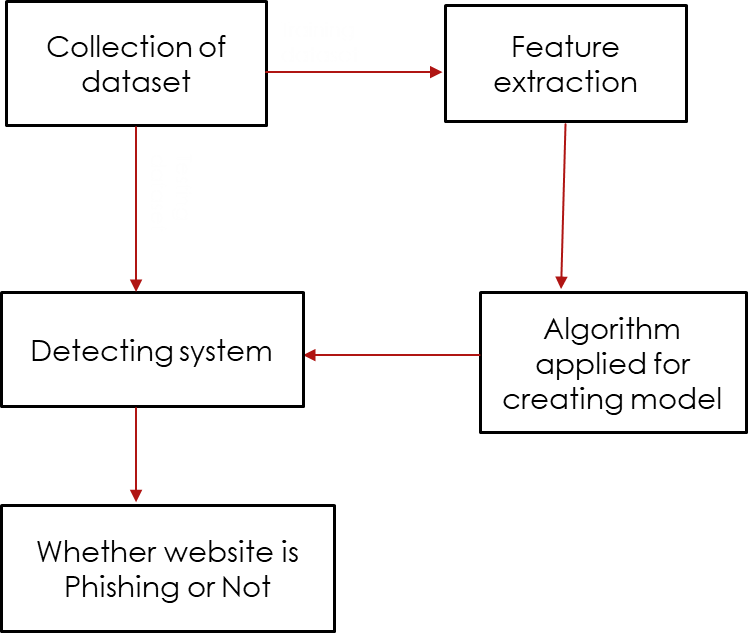 Collection of
dataset
Feature
extraction
Detecting system
Algorithm
applied for
creating model
Whether website is
Phishing or Not